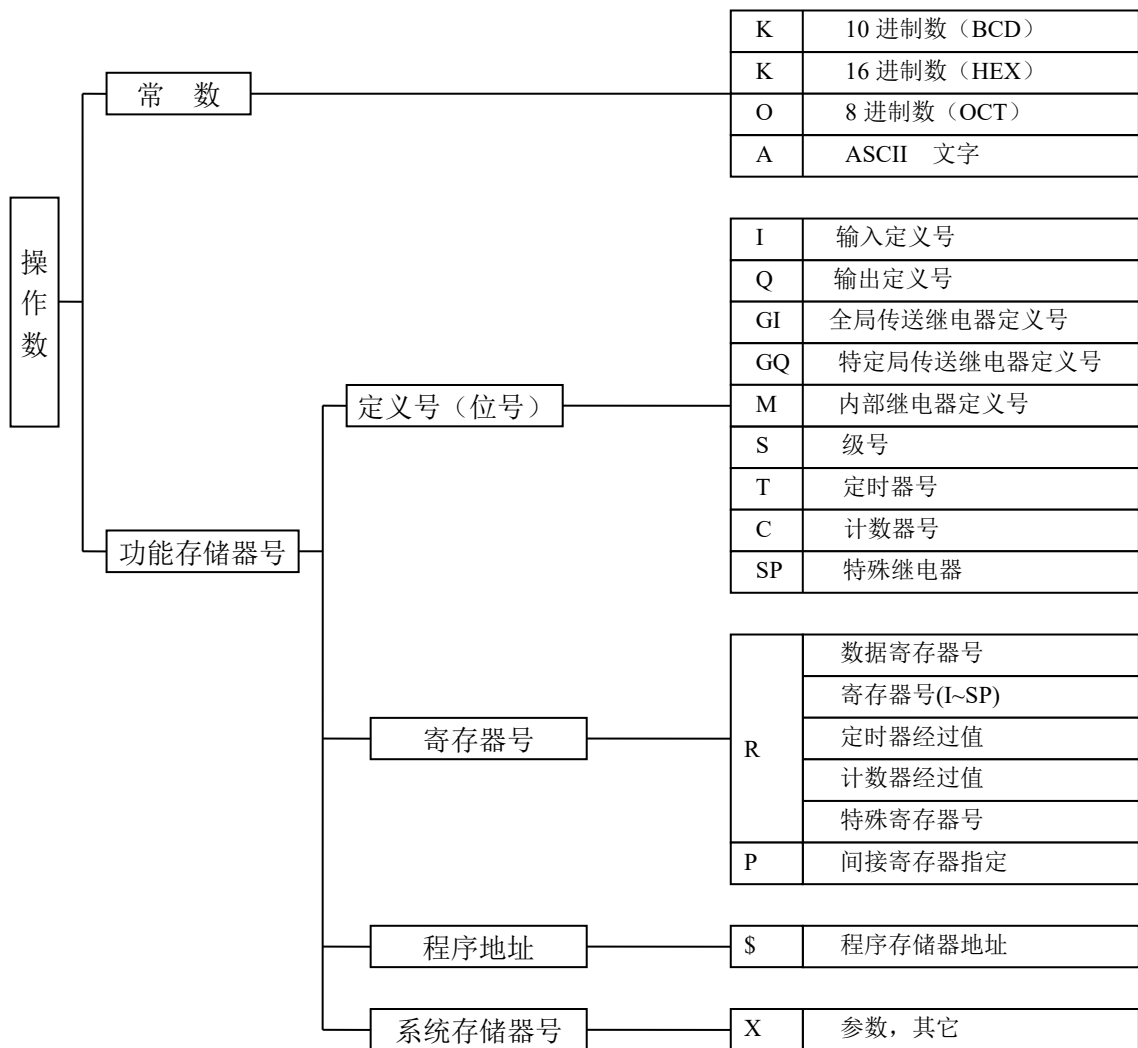 K 10 进制数（BCD）
常 数
K 16 进制数（HEX）
O 8 进制数（OCT）
A ASCII 文字
操作数
I 输入定义号
Q 输出定义号
GI 全局传送继电器定义号
GQ 特定局传送继电器定义号
定义号（位号）
M 内部继电器定义号
S 级号
T 定时器号
C 计数器号
功能存储器号
SP 特殊继电器
数据寄存器号
寄存器号(I~SP)
寄存器号
R
定时器经过值
计数器经过值
特殊寄存器号
P 间接寄存器指定
程序地址
$ 程序存储器地址
系统存储器号
X 参数，其它